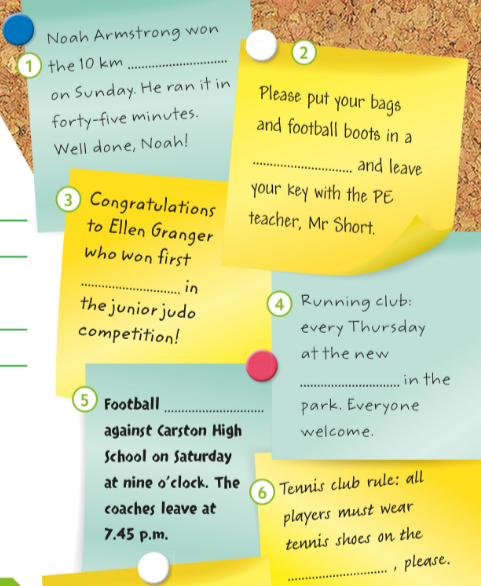 1
Noah Armstrong won
the 10 km ..............................
on Sunday. He ran it in
forty-five minutes.
Well done, Noah!
2
Please put your bags
and football boots in a
.............................. and leave
your key with the PE
teacher, Mr Short.
3
Congratulations
to Ellen Granger
who won first
.............................. in
the junior judo
competition!
4
Running club:
every Thursday
at the new
.............................. in the
park. Everyone
welcome.
5
Football ..............................
against Carston High
School on Saturday
at nine o'clock. The
coaches leave at
7.45 p.m.
6
Tennis club rule: all
players must wear
tennis shoes on the
.............................. , please.